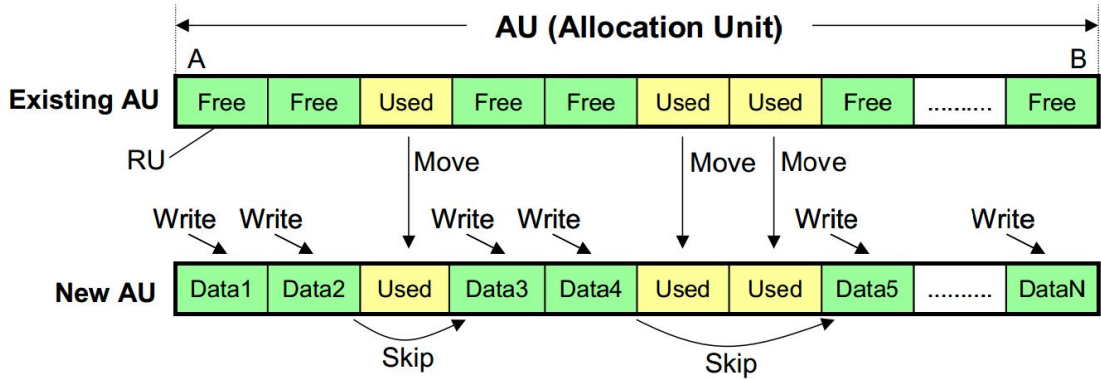 AU (Allocation Unit)
A B
Existing AU Free Free Used Free Free Used Used Free .......... Free
RU Move Move Move
Write Write Write Write Write Write
New AU Data1 Data2 Used Data3 Data4 Used Used Data5 .......... DataN
Skip Skip